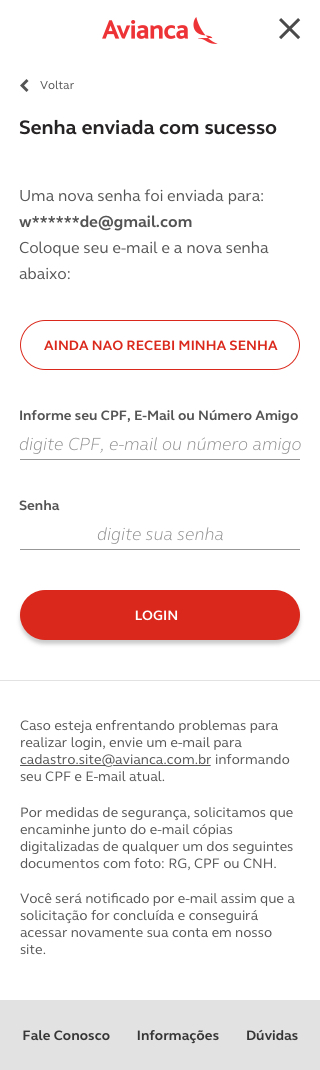 Avianca
Voltar
Senha enviada com sucesso
Uma nova senha foi enviada para:
w******de@gmail.com
Coloque seu e-mail e a nova senha
abaixo:
AINDA NAO RECEBI MINHA SENHA
Informe seu CPF, E-Mail ou Número Amigo
digite CPF, e-mail ou número amigo
Senha
digite sua senha
LOGIN
Caso esteja enfrentando problemas para
realizar login, envie um e-mail para
cadastro.site@avianca.com.br informando
seu CPF e E-mail atual.
Por medidas de segurança, solicitamos que
encaminhe junto do e-mail cópias
digitalizadas de qualquer um dos seguintes
documentos com foto: RG, CPF ou CNH.
Você será notificado por e-mail assim que a
solicitação for concluída e conseguirá
acessar novamente sua conta em nosso
site.
Fale Conosco Informações Dúvidas